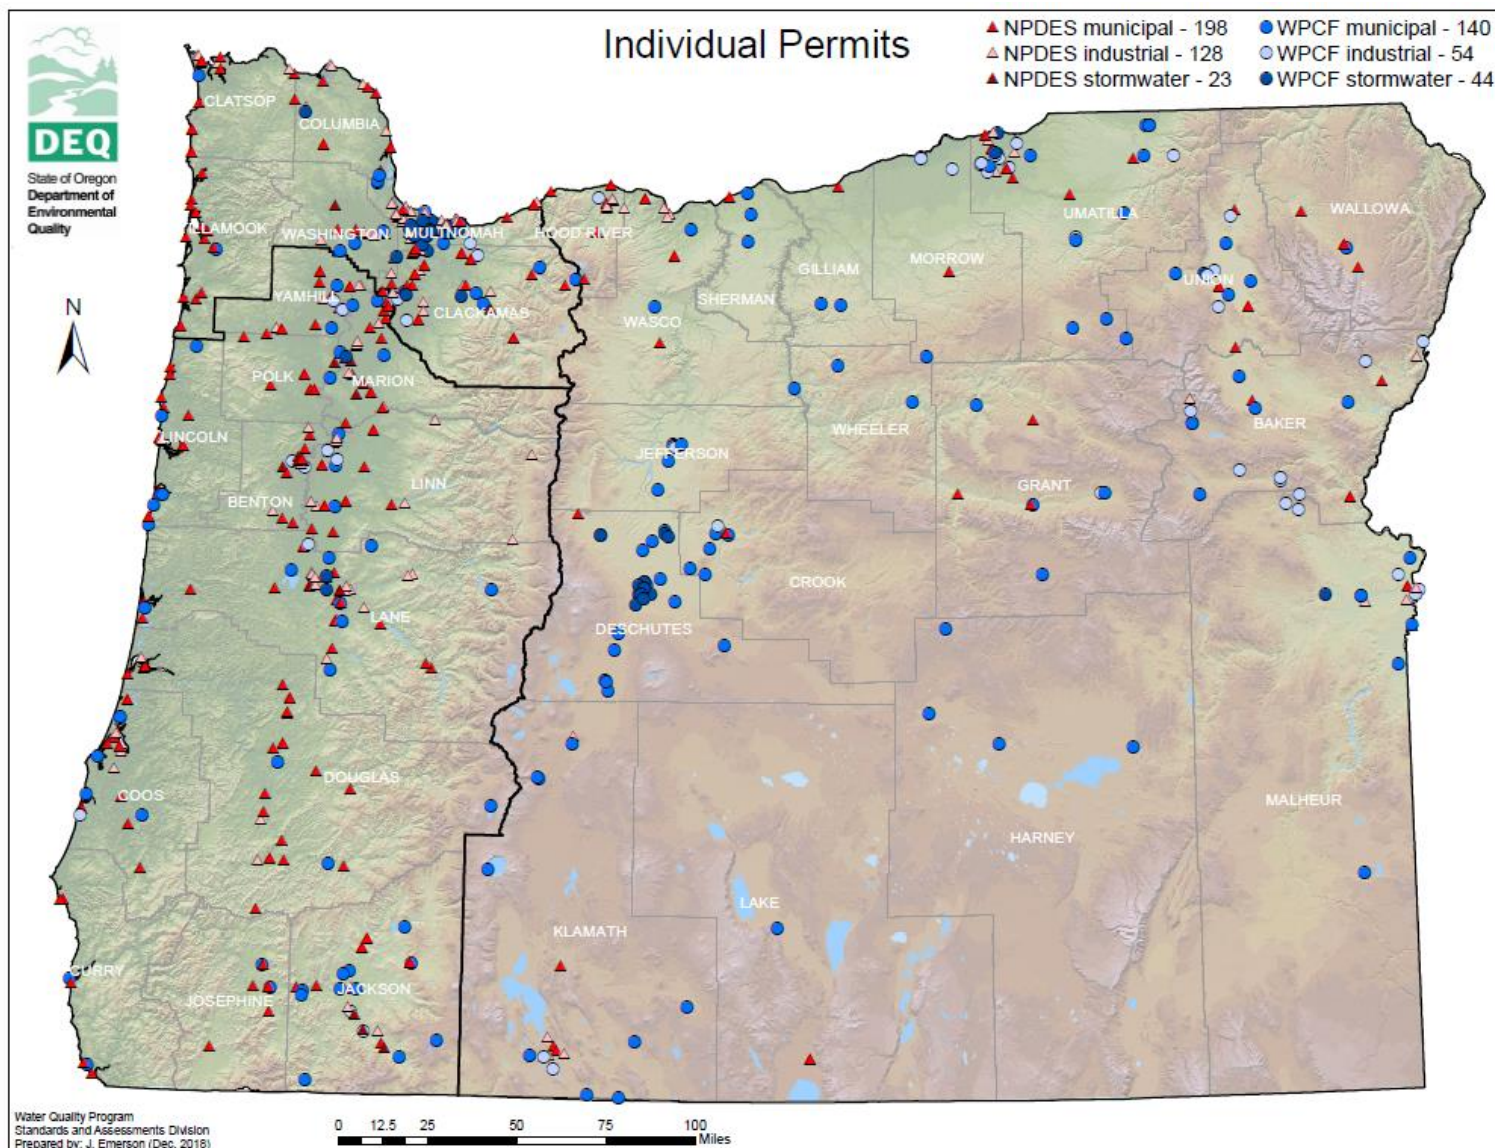 Individual Permits
NPDES municipal - 198
NPDES industrial - 128
NPDES stormwater - 23
WPCF municipal - 140
WPCF industrial - 54
WPCF stormwater - 44
DEQ
State of Oregon
Department of
Environmental
Quality
N
CLATSOP
COLUMBIA
ILLAMOOK
WASHINGTON
MULTNOMAH
HOOD RIVER
UMATILLA
WALLOWA
MORROW
GILLIAM
SHERMAN
UNION
YAMHILL
CLACKAMAS
WASCO
POLK
MARION
LINCOLN
JEFFERSON
WHEELER
BAKER
BENTON
LINN
GRANT
CROOK
LANE
DESCHUTES
DOUGLAS
COOS
MALHEUR
HARNEY
LAKE
KLAMATH
CURRY
JOSEPHINE
JACKSON
Water Quality Program
Standards and Assessments Division
Prepared by: J. Emerson (Dec. 2018)
0 12.5 25 50 75 100
Miles